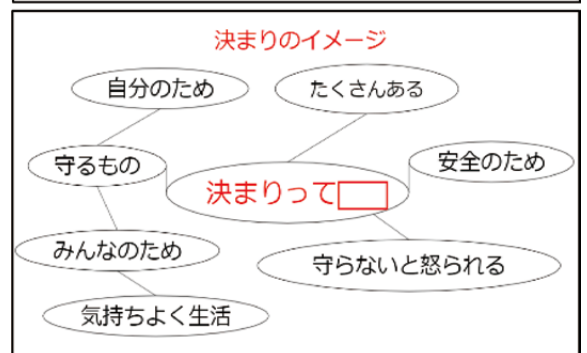 決まりのイメージ
自分のため
たくさんある
守るもの
安全のため
決まりって
みんなのため
守らないと怒られる
気持ちよく生活